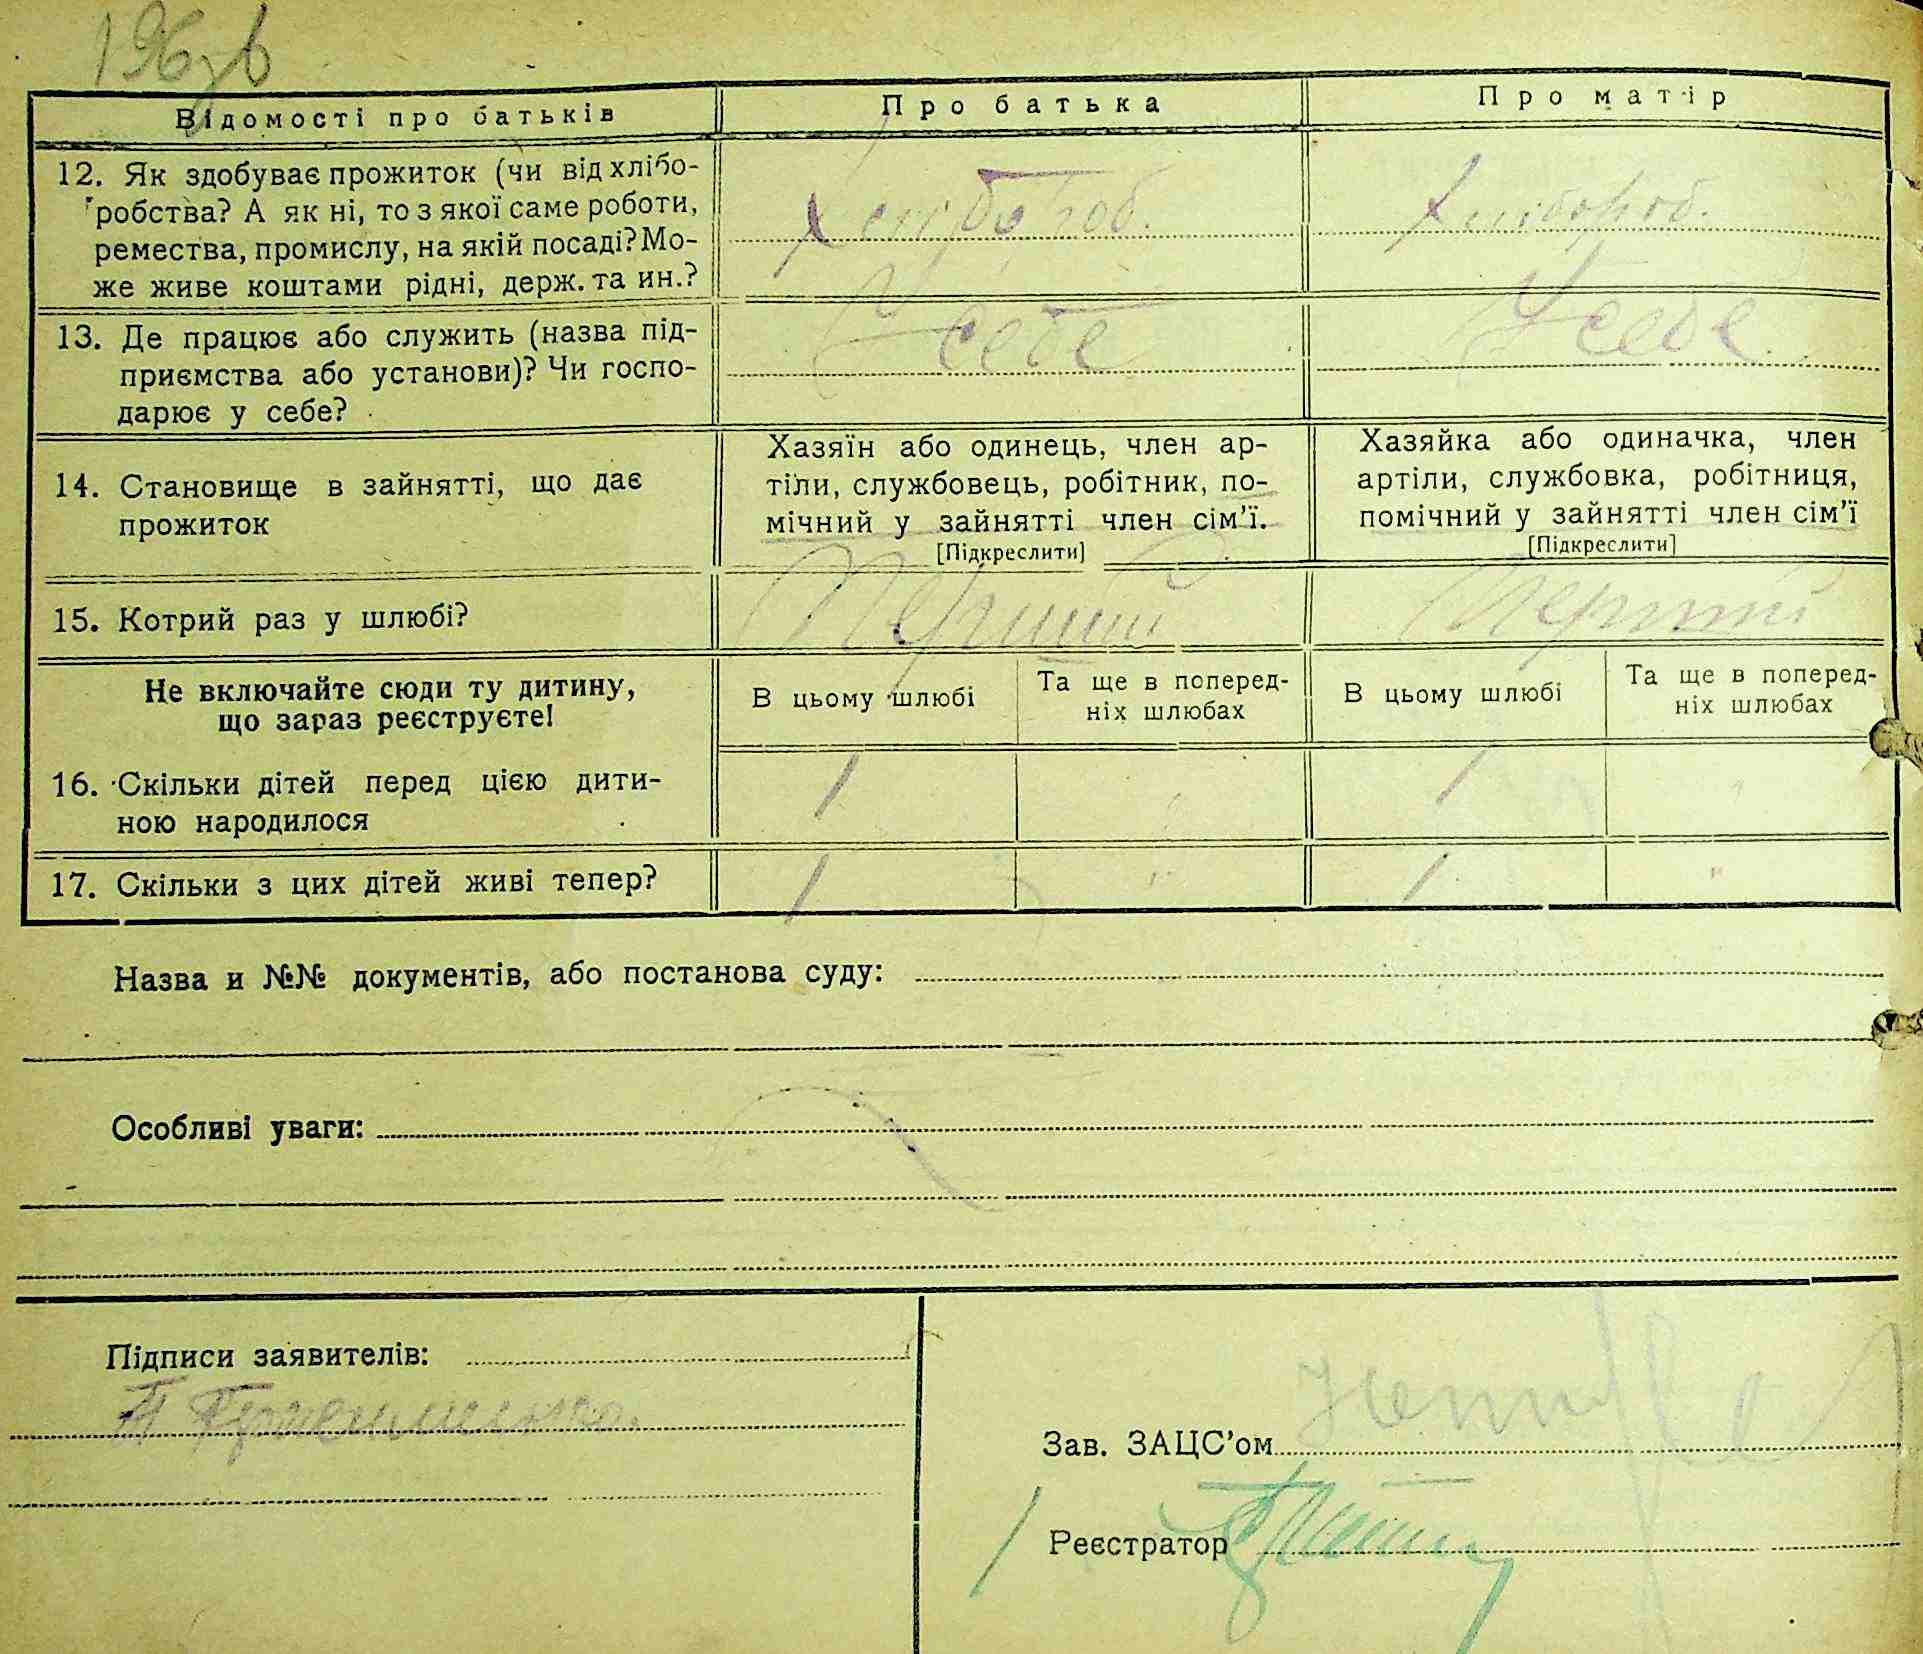 196 зв
Відомості про батьків
Про батька
Про матір
12. Як здобуває прожиток (чи від хлібо-
робства? А як ні, то з якої саме роботи,
ремества, промислу, на якій посаді? Мо-
же живе коштами рідні, держ. та ин.?
Хлібороб.
Хлібороб.
13. Де працює або служить (назва під-
приємства або установи)? Чи госпо-
дарює у себе?
У себе
У себе
14. Становище в зайнятті, що дає
прожиток
Хазяїн або одинець, член ар-
тіли, службовець, робітник, по-
мічний у зайнятті член сім'ї.
[Підкреслити]
Хазяйка або одиначка, член
артіли, службовка, робітниця,
помічний у зайнятті член сім'ї
[Підкреслити]
15. Котрий раз у шлюбі?
Перший
Перший
Не включайте сюди ту дитину,
що зараз реєструєте!
В цьому шлюбі
Та ще в поперед-
ніх шлюбах
В цьому шлюбі
Та ще в поперед-
ніх шлюбах
16. Скільки дітей перед цією дити-
ною народилося
1 " 1 "
17. Скільки з цих дітей живі тепер?
1 " 1 "
Назва и №№ документів, або постанова суду:
Особливі уваги:
Підписи заявителів:
Зав. ЗАЦС'ом
Реєстратор